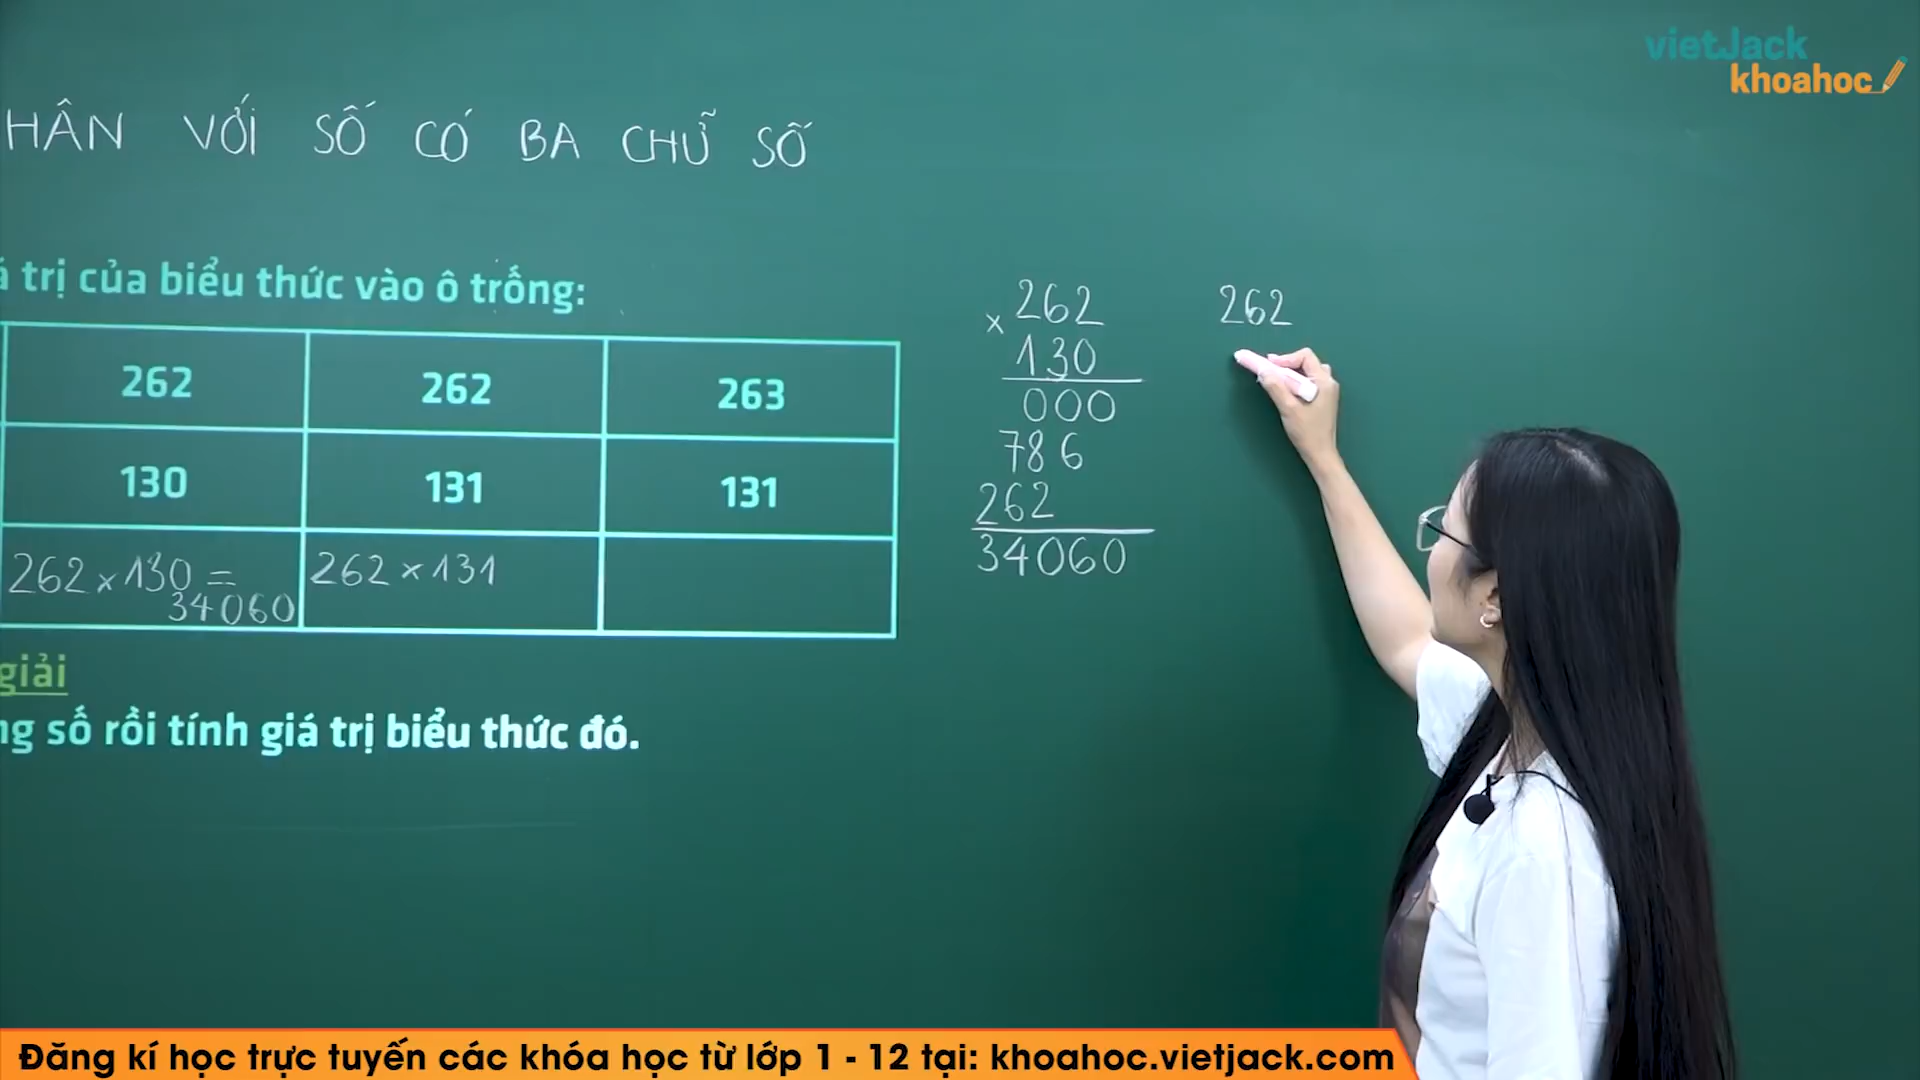 vietJack
khoahoc
HÂN VỚI SỐ CÓ BA CHỮ SỐ
á trị của biểu thức vào ô trống:
262 262 263
130 131 131
262 × 130 = 34060
262 × 131
giải
ng số rồi tính giá trị biểu thức đó.
× 262
130
000
786
262
34060
262
Đăng kí học trực tuyến các khóa học từ lớp 1 - 12 tại: khoahoc.vietjack.com